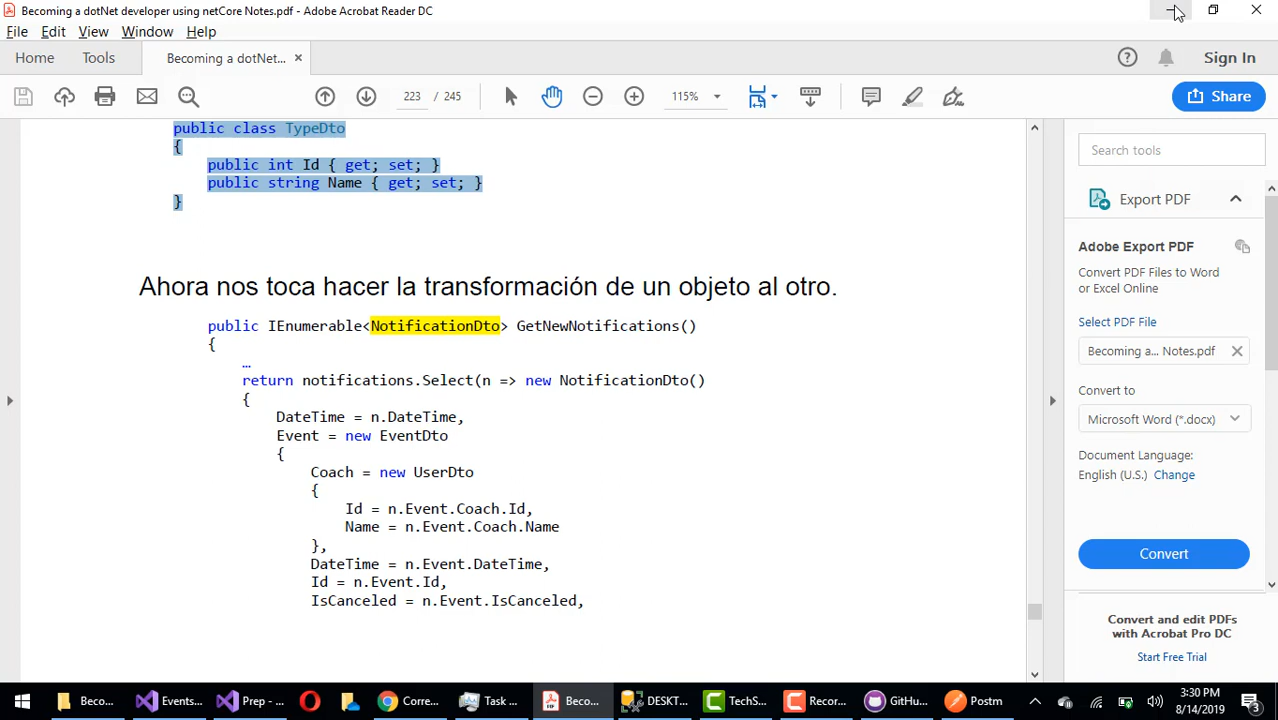 Becoming a dotNet developer using netCore Notes.pdf - Adobe Acrobat Reader DC
File Edit View Window Help
Home Tools Becoming a dotNet... × Sign In
223 / 245 115% Share
public class TypeDto
{
public int Id { get; set; }
public string Name { get; set; }
}
Ahora nos toca hacer la transformación de un objeto al otro.
public IEnumerable<NotificationDto> GetNewNotifications()
{
…
return notifications.Select(n => new NotificationDto()
{
DateTime = n.DateTime,
Event = new EventDto
{
Coach = new UserDto
{
Id = n.Event.Coach.Id,
Name = n.Event.Coach.Name
},
DateTime = n.Event.DateTime,
Id = n.Event.Id,
IsCanceled = n.Event.IsCanceled,
Search tools
Export PDF
Adobe Export PDF
Convert PDF Files to Word
or Excel Online
Select PDF File
Becoming a... Notes.pdf
Convert to
Microsoft Word (*.docx)
Document Language:
English (U.S.) Change
Convert
Convert and edit PDFs
with Acrobat Pro DC
Start Free Trial
Beco... Events... Prep - ... Corre... Task ... Beco... DESKT... TechS... Recor... GitHu... Postm
3:30 PM
8/14/2019
3